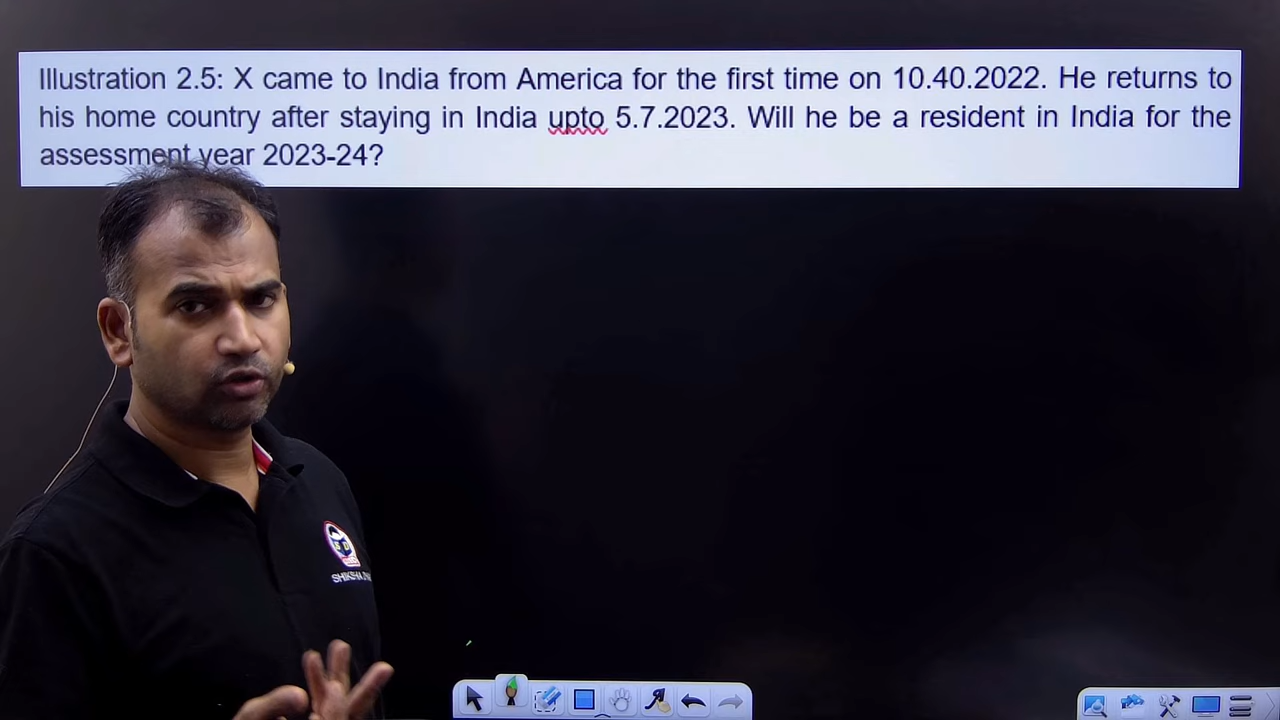 Illustration 2.5: X came to India from America for the first time on 10.40.2022. He returns to
his home country after staying in India upto 5.7.2023. Will he be a resident in India for the
assessment year 2023-24?